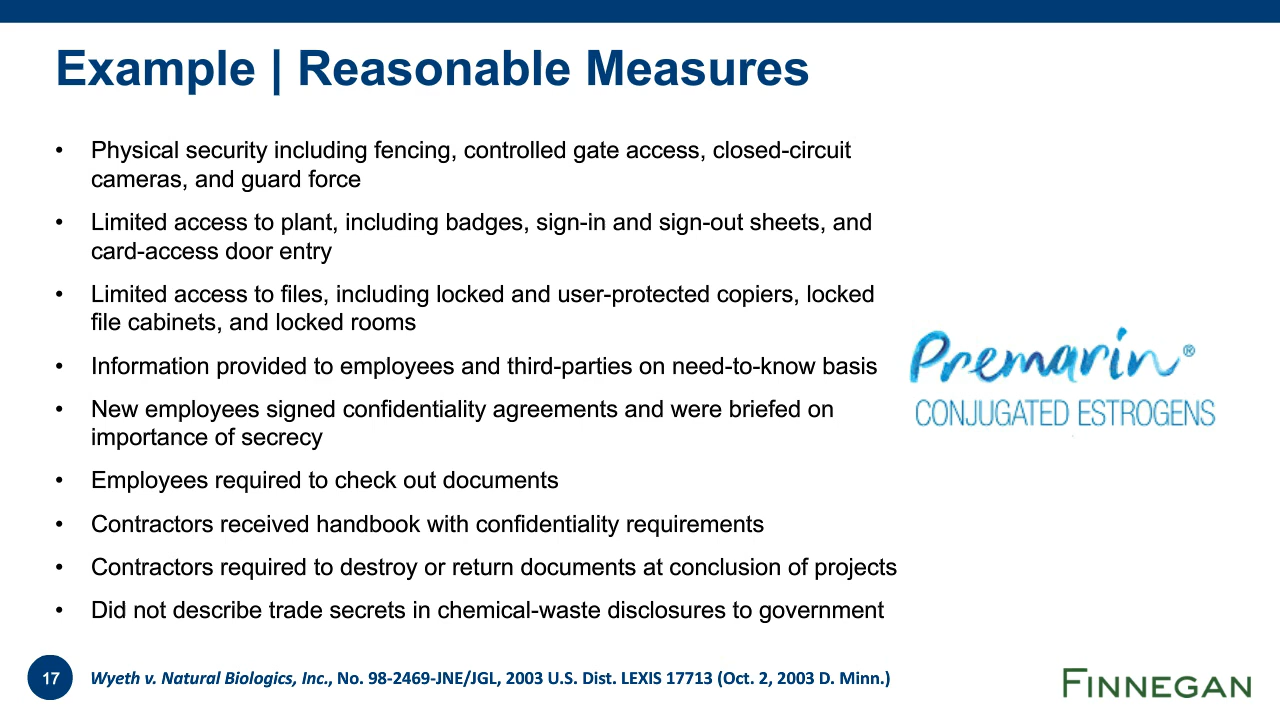 Example | Reasonable Measures
• Physical security including fencing, controlled gate access, closed-circuit
cameras, and guard force
• Limited access to plant, including badges, sign-in and sign-out sheets, and
card-access door entry
• Limited access to files, including locked and user-protected copiers, locked
file cabinets, and locked rooms
• Information provided to employees and third-parties on need-to-know basis
• New employees signed confidentiality agreements and were briefed on
importance of secrecy
• Employees required to check out documents
• Contractors received handbook with confidentiality requirements
• Contractors required to destroy or return documents at conclusion of projects
• Did not describe trade secrets in chemical-waste disclosures to government
Premarin®
CONJUGATED ESTROGENS
17
Wyeth v. Natural Biologics, Inc., No. 98-2469-JNE/JGL, 2003 U.S. Dist. LEXIS 17713 (Oct. 2, 2003 D. Minn.)
FINNEGAN